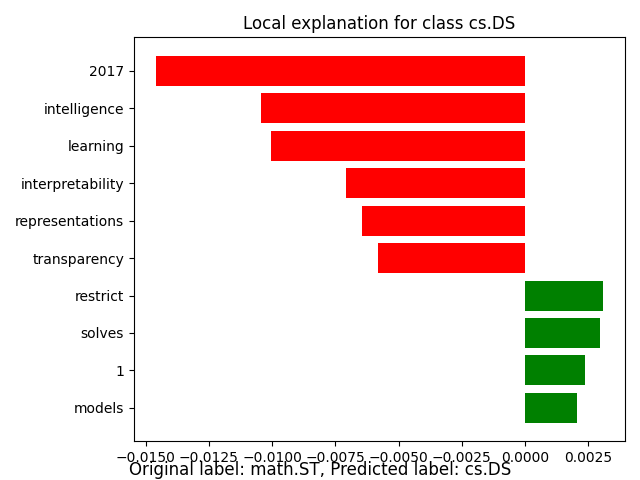 Local explanation for class cs.DS
2017
intelligence
learning
interpretability
representations
transparency
restrict
solves
1
models
−0.0150 −0.0125 −0.0100 −0.0075 −0.0050 −0.0025 0.0000 0.0025
Original label: math.ST, Predicted label: cs.DS